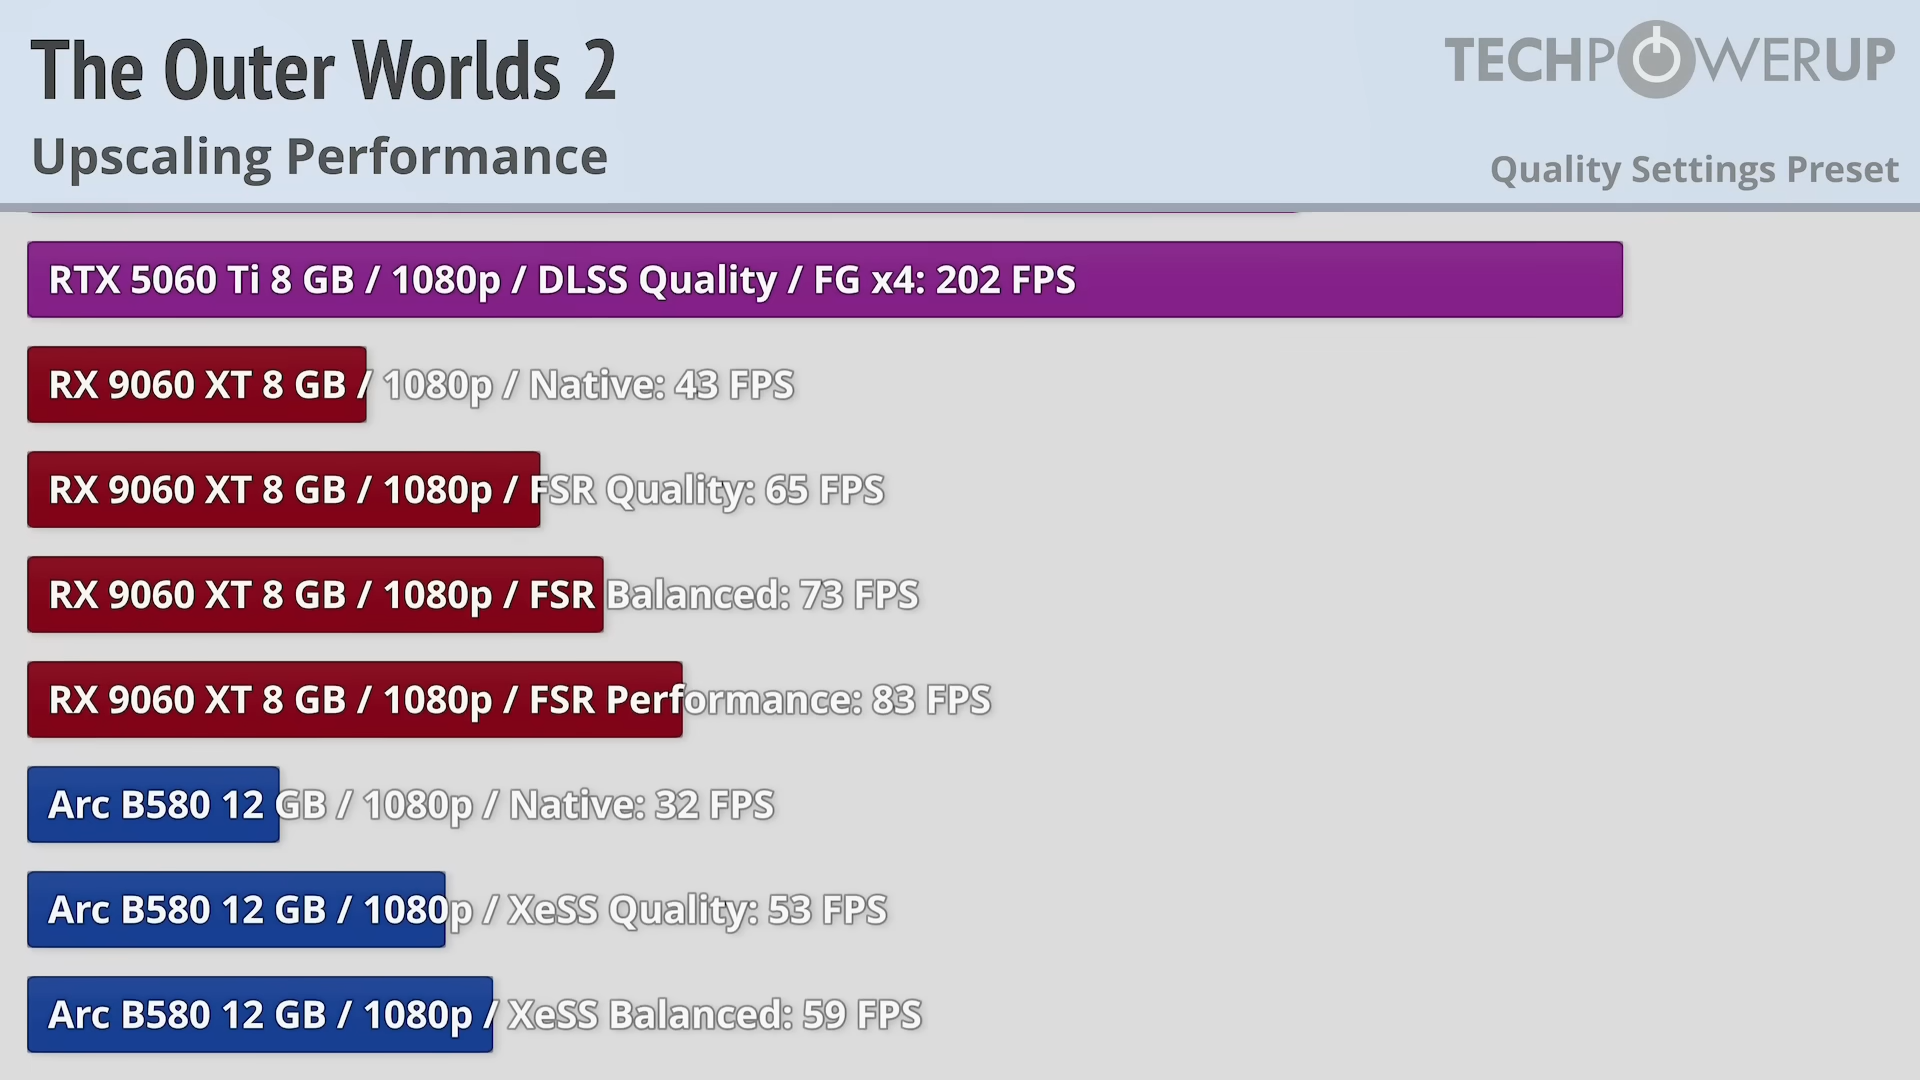 The Outer Worlds 2
TECHPOWERUP
Upscaling Performance
Quality Settings Preset
RTX 5060 Ti 8 GB / 1080p / DLSS Quality / FG x4: 202 FPS
RX 9060 XT 8 GB / 1080p / Native: 43 FPS
RX 9060 XT 8 GB / 1080p / FSR Quality: 65 FPS
RX 9060 XT 8 GB / 1080p / FSR Balanced: 73 FPS
RX 9060 XT 8 GB / 1080p / FSR Performance: 83 FPS
Arc B580 12 GB / 1080p / Native: 32 FPS
Arc B580 12 GB / 1080p / XeSS Quality: 53 FPS
Arc B580 12 GB / 1080p / XeSS Balanced: 59 FPS